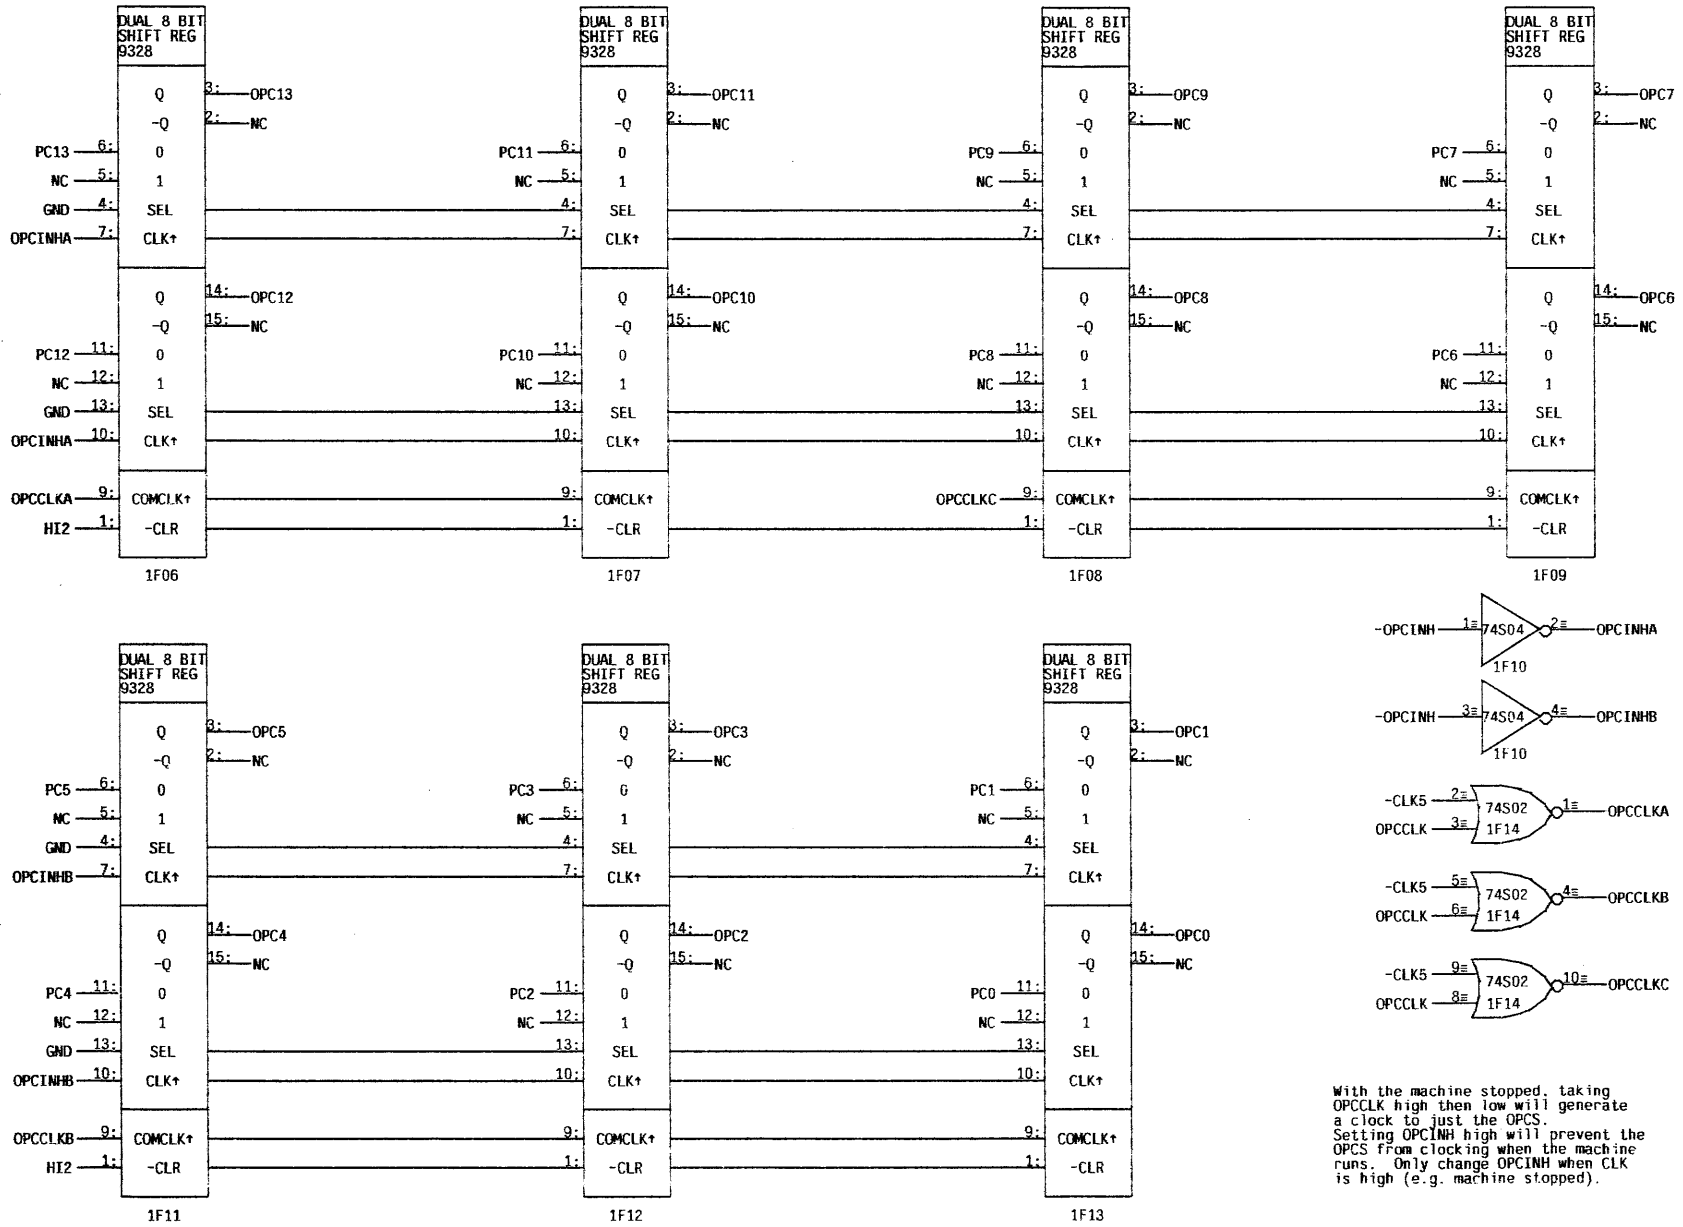 DUAL 8 BIT
SHIFT REG
9328
Q 3: OPC13
-Q 2: NC
PC13 6: 0
NC 5: 1
GND 4: SEL
OPCINHA 7: CLK↑
Q 14: OPC12
-Q 15: NC
PC12 11: 0
NC 12: 1
GND 13: SEL
OPCINHA 10: CLK↑
OPCCLKA 9: COMCLK↑
HI2 1: -CLR
1F06
DUAL 8 BIT
SHIFT REG
9328
Q 3: OPC11
-Q 2: NC
PC11 6: 0
NC 5: 1
4: SEL
7: CLK↑
Q 14: OPC10
-Q 15: NC
PC10 11: 0
NC 12: 1
13: SEL
10: CLK↑
9: COMCLK↑
1: -CLR
1F07
DUAL 8 BIT
SHIFT REG
9328
Q 3: OPC9
-Q 2: NC
PC9 6: 0
NC 5: 1
4: SEL
7: CLK↑
Q 14: OPC8
-Q 15: NC
PC8 11: 0
NC 12: 1
13: SEL
10: CLK↑
OPCCLKC 9: COMCLK↑
1: -CLR
1F08
DUAL 8 BIT
SHIFT REG
9328
Q 3: OPC7
-Q 2: NC
PC7 6: 0
NC 5: 1
4: SEL
7: CLK↑
Q 14: OPC6
-Q 15: NC
PC6 11: 0
NC 12: 1
13: SEL
10: CLK↑
9: COMCLK↑
1: -CLR
1F09
DUAL 8 BIT
SHIFT REG
9328
Q 3: OPC5
-Q 2: NC
PC5 6: 0
NC 5: 1
GND 4: SEL
OPCINHB 7: CLK↑
Q 14: OPC4
-Q 15: NC
PC4 11: 0
NC 12: 1
GND 13: SEL
OPCINHB 10: CLK↑
OPCCLKB 9: COMCLK↑
HI2 1: -CLR
1F11
DUAL 8 BIT
SHIFT REG
9328
Q 3: OPC3
-Q 2: NC
PC3 6: 0
NC 5: 1
4: SEL
7: CLK↑
Q 14: OPC2
-Q 15: NC
PC2 11: 0
NC 12: 1
13: SEL
10: CLK↑
9: COMCLK↑
1: -CLR
1F12
DUAL 8 BIT
SHIFT REG
9328
Q 3: OPC1
-Q 2: NC
PC1 6: 0
NC 5: 1
4: SEL
7: CLK↑
Q 14: OPC0
-Q 15: NC
PC0 11: 0
NC 12: 1
13: SEL
10: CLK↑
9: COMCLK↑
1: -CLR
1F13
-OPCINH 1≡ 74S04 2≡ OPCINHA
1F10
-OPCINH 3≡ 74S04 4≡ OPCINHB
1F10
-CLK5 2≡ 74S02 1≡ OPCCLKA
OPCCLK 3≡ 1F14
-CLK5 5≡ 74S02 4≡ OPCCLKB
OPCCLK 6≡ 1F14
-CLK5 9≡ 74S02 10≡ OPCCLKC
OPCCLK 8≡ 1F14
With the machine stopped, taking
OPCCLK high then low will generate
a clock to just the OPCS.
Setting OPCINH high will prevent the
OPCS from clocking when the machine
runs. Only change OPCINH when CLK
is high (e.g. machine stopped).